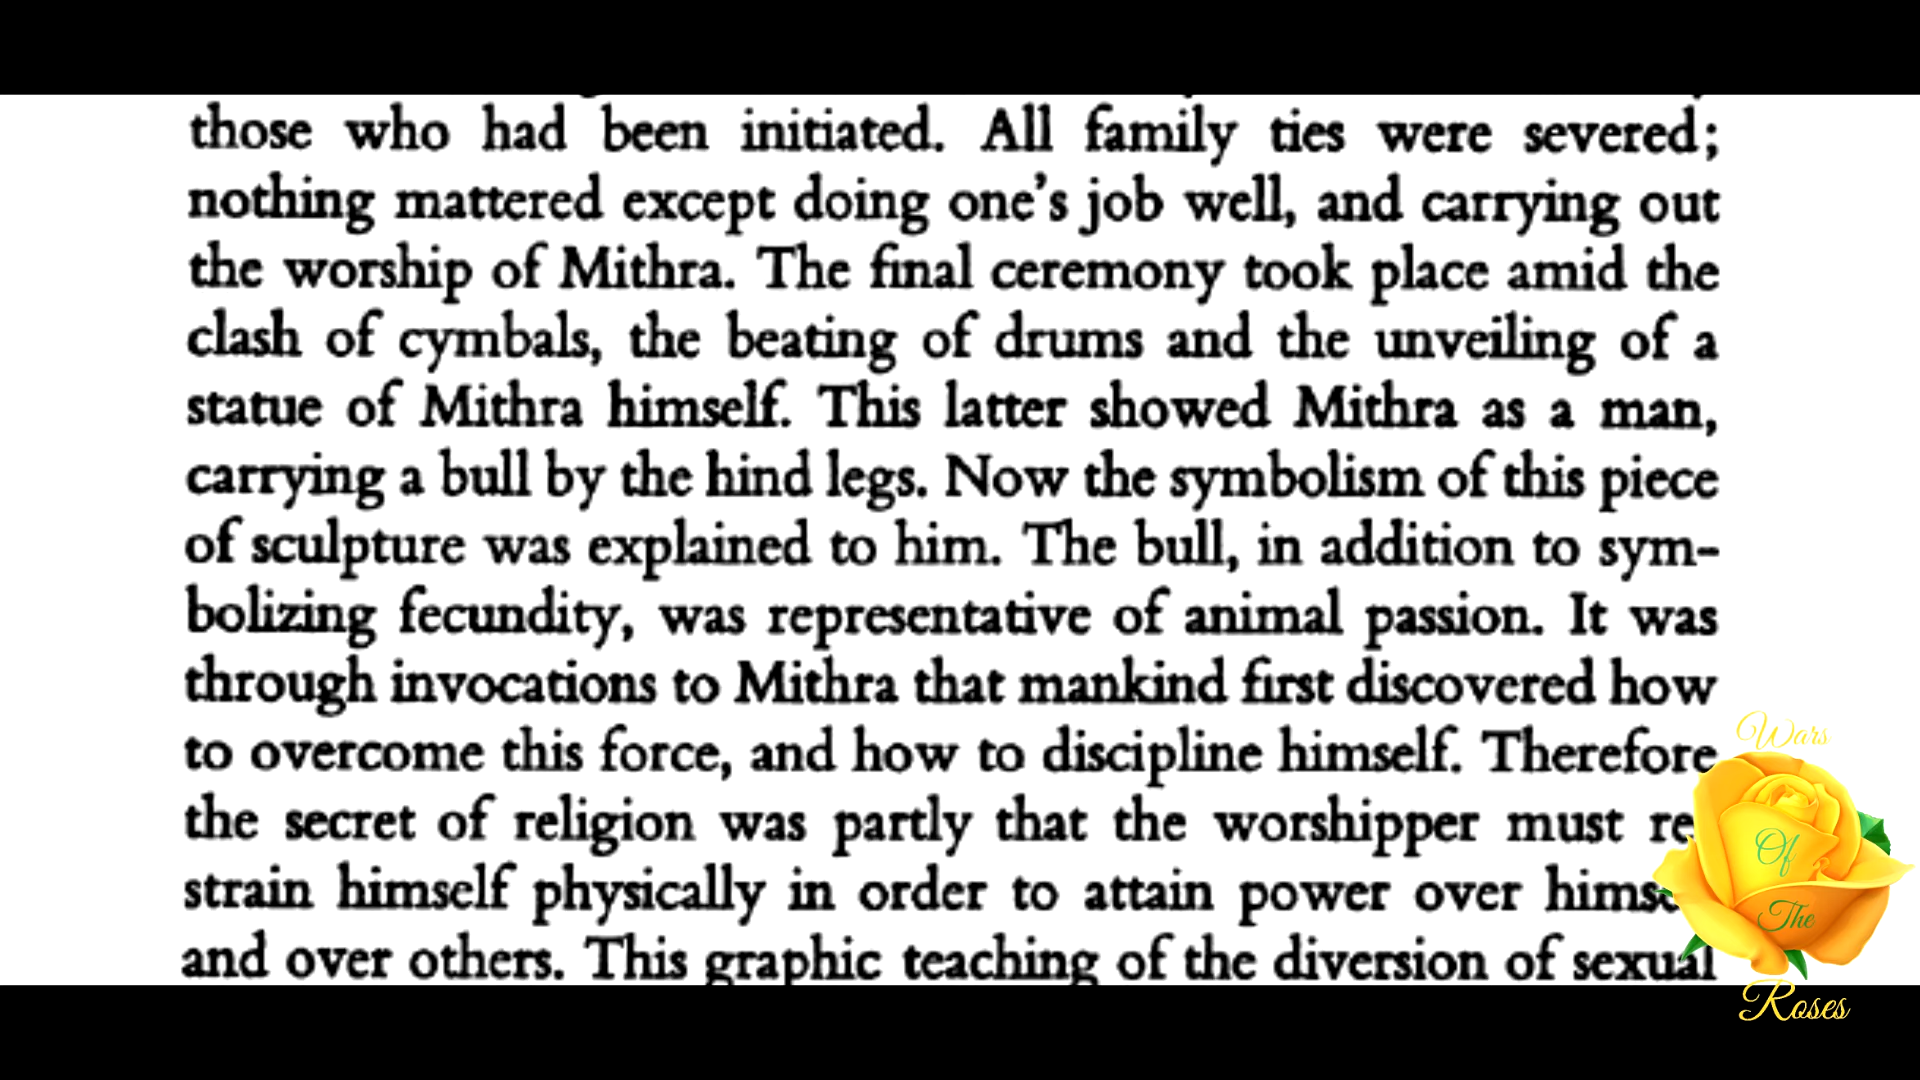 those who had been initiated. All family ties were severed;
nothing mattered except doing one's job well, and carrying out
the worship of Mithra. The final ceremony took place amid the
clash of cymbals, the beating of drums and the unveiling of a
statue of Mithra himself. This latter showed Mithra as a man,
carrying a bull by the hind legs. Now the symbolism of this piece
of sculpture was explained to him. The bull, in addition to sym-
bolizing fecundity, was representative of animal passion. It was
through invocations to Mithra that mankind first discovered how
to overcome this force, and how to discipline himself. Therefore
the secret of religion was partly that the worshipper must re
strain himself physically in order to attain power over himse
and over others. This graphic teaching of the diversion of sexual
Wars
Of
The
Roses